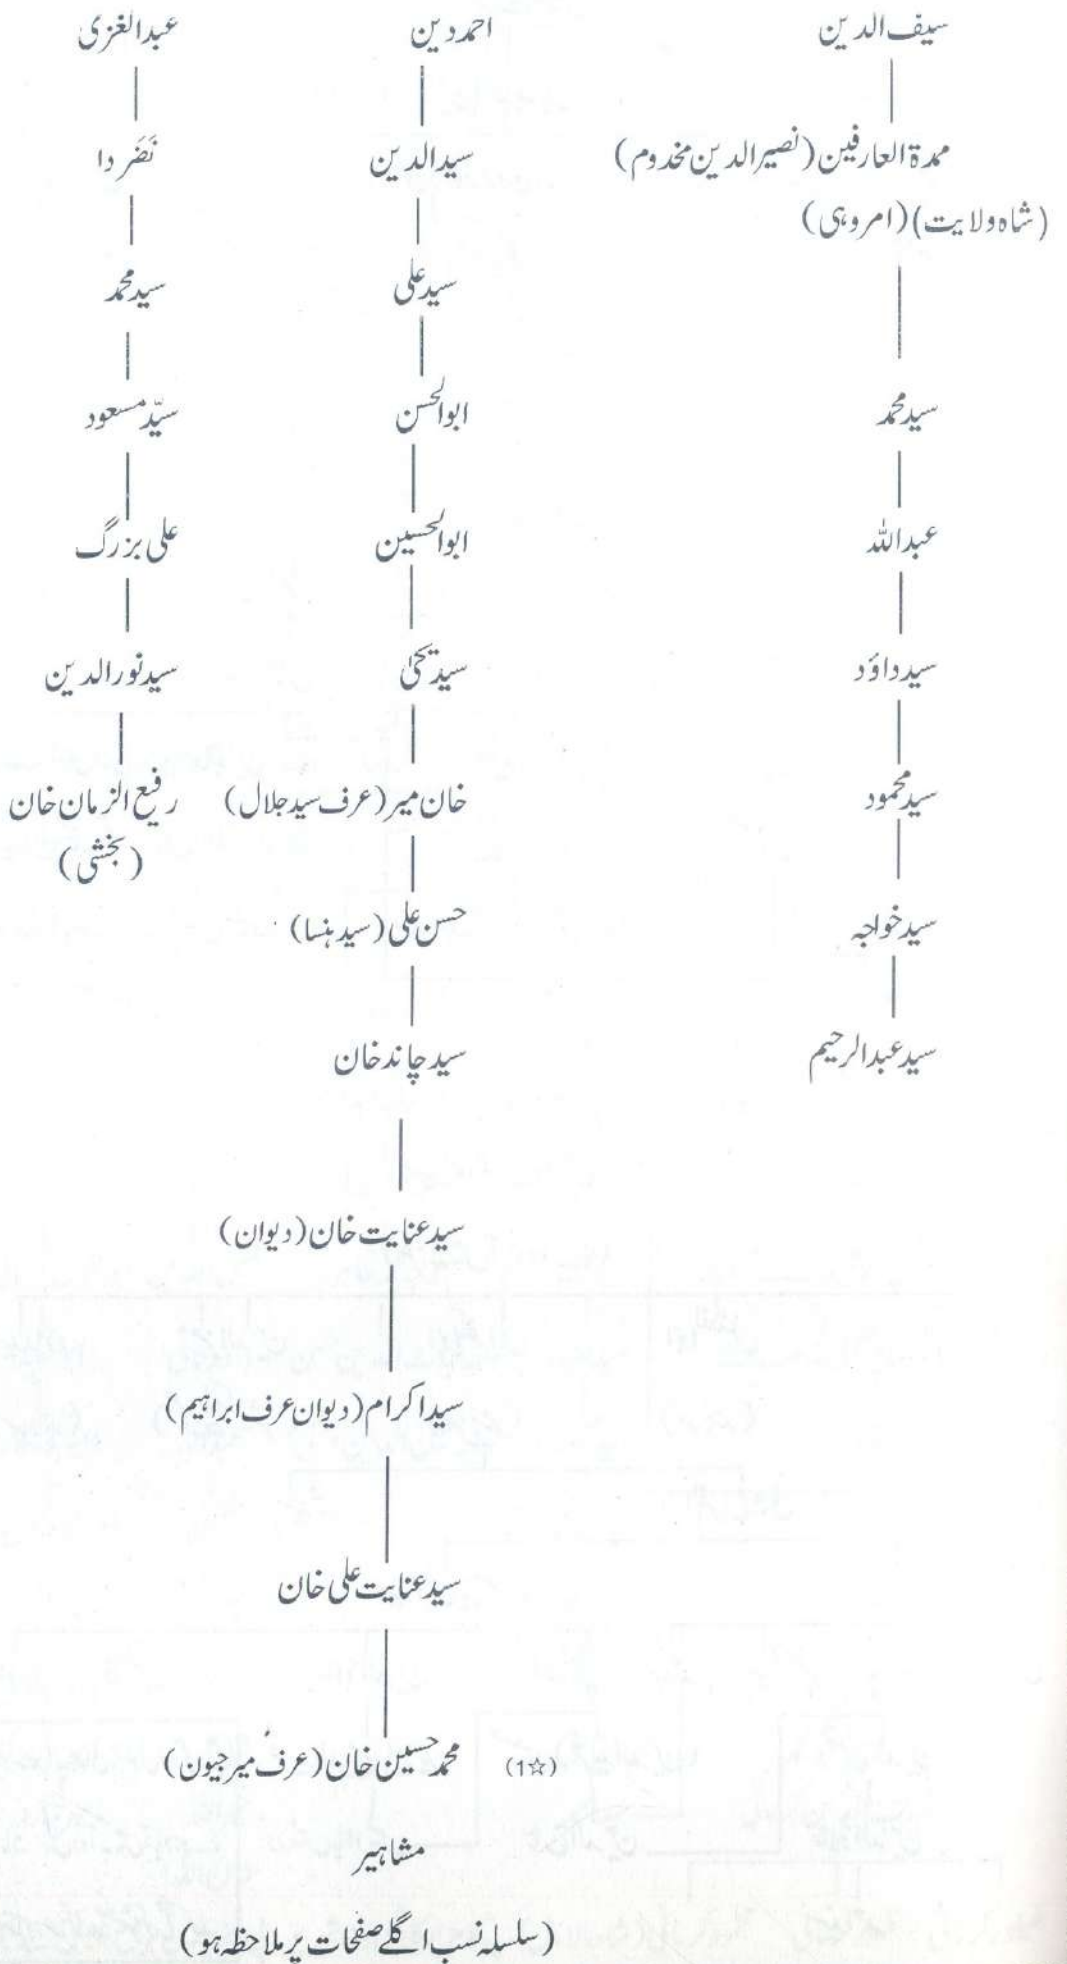 سیف الدین
احمد دین
عبدالغزی
ممدۃ العارفین (نصیر الدین مخدوم)
(شاہ ولایت) (امروہی)
سید الدین
نَضَر دا
سید علی
سید محمد
سید محمد
ابوالحسن
سیّد مسعود
عبداللہ
ابوالحسین
علی بزرگ
سید داؤد
سید یحیٰ
سید نورالدین
سید محمود
خان میر (عرف سید جلال)
رفیع الزمان خان
(بخشی)
سید خواجہ
حسن علی (سید ہنسا)
سید عبدالرحیم
سید چاند خان
سید عنایت خان (دیوان)
سید اکرام (دیوان عرف ابراہیم)
سید عنایت علی خان
(1☆) محمد حسین خان (عرف میر جیون)
مشاہیر
(سلسلہ نسب اگلے صفحات پر ملاحظہ ہو)